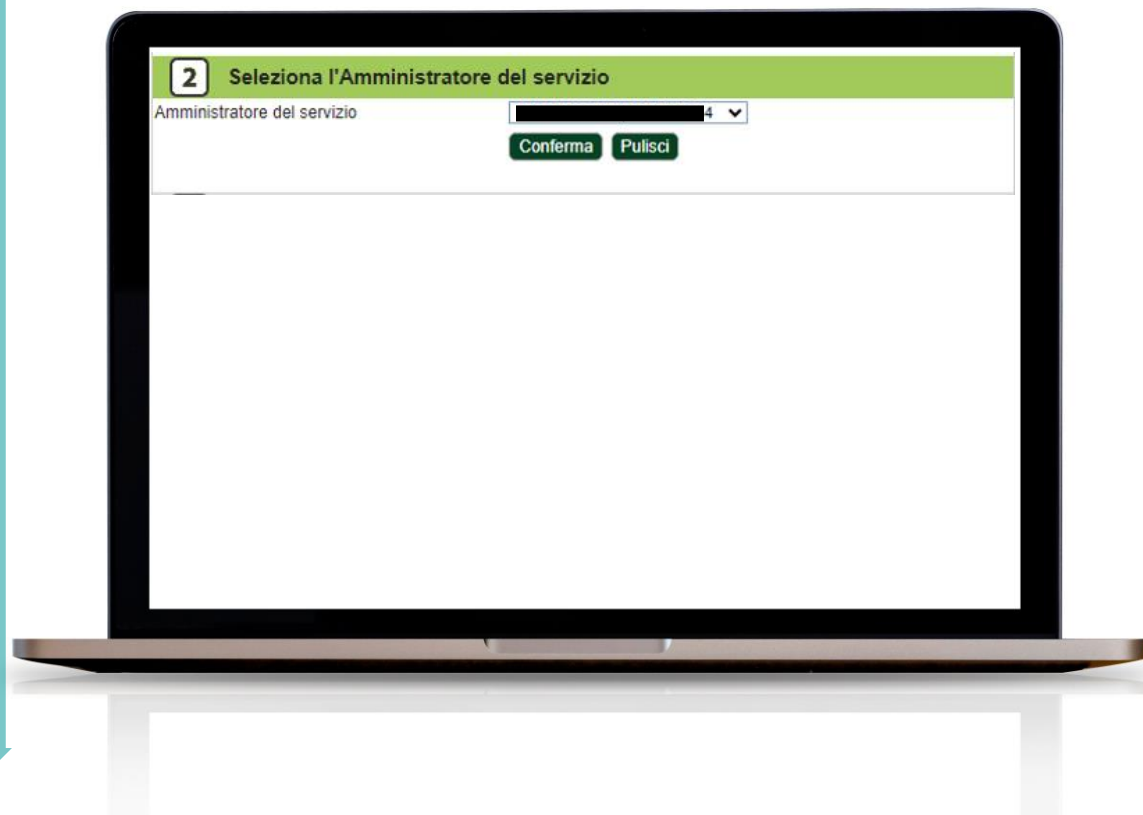 2 Seleziona l'Amministratore del servizio
Amministratore del servizio 4
Conferma Pulisci